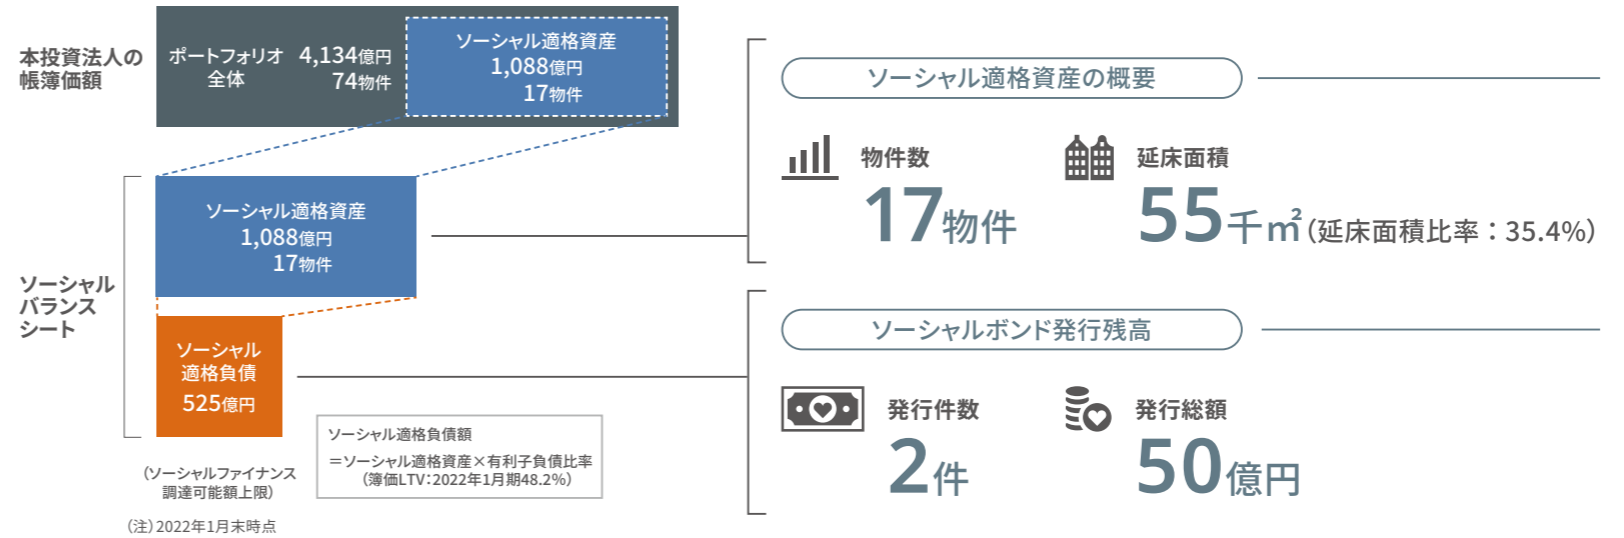 本投資法人の
帳簿価額
ポートフォリオ
全体
4,134億円
74物件
ソーシャル適格資産
1,088億円
17物件
ソーシャル
バランス
シート
ソーシャル適格資産
1,088億円
17物件
ソーシャル
適格負債
525億円
(ソーシャルファイナンス
調達可能額上限)
ソーシャル適格負債額
＝ソーシャル適格資産×有利子負債比率
(簿価LTV：2022年1月期48.2%)
(注)2022年1月末時点
ソーシャル適格資産の概要
物件数
17物件
延床面積
55千㎡(延床面積比率：35.4%)
ソーシャルボンド発行残高
発行件数
2件
発行総額
50億円